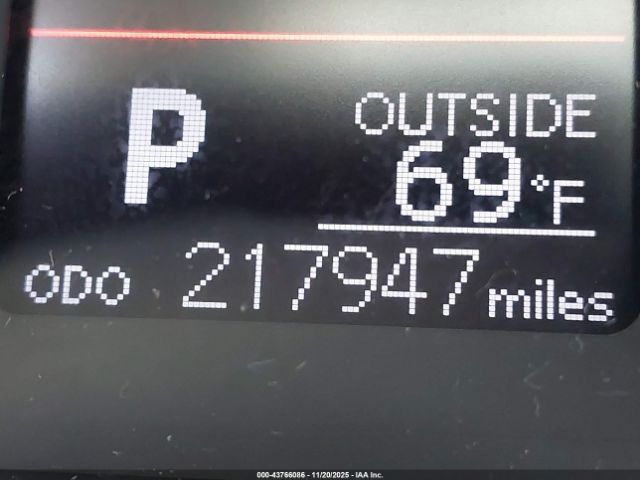 P
OUTSIDE
69°F
ODO 217947 miles
000-43766086 - 11/20/2025 - IAA Inc.